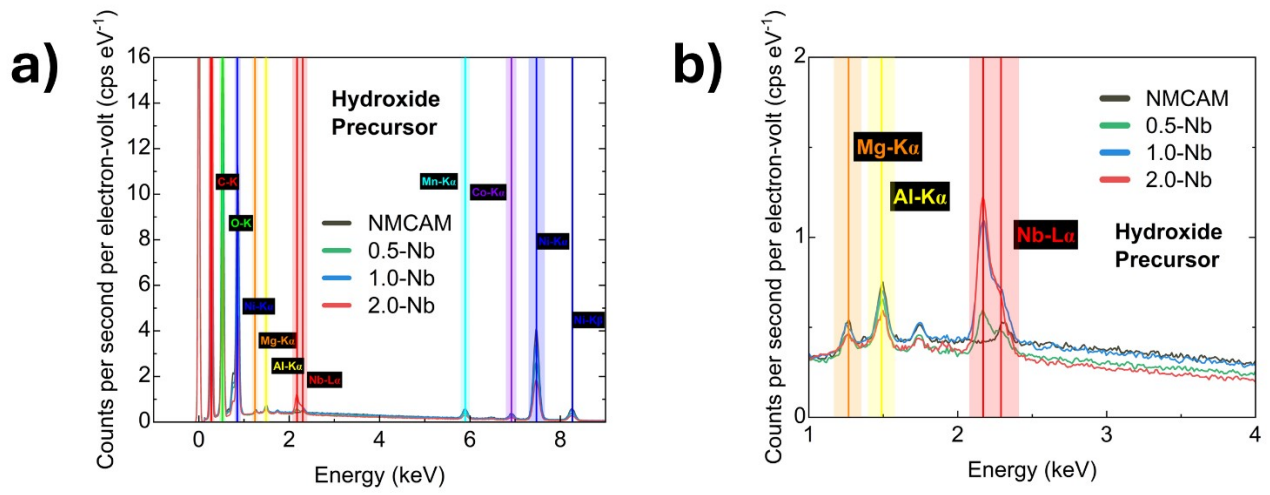 a)
Counts per second per electron-volt (cps eV⁻¹)
16
14
12
10
8
6
4
2
0
Hydroxide
Precursor
C-K
O-K
Mn-Kα
Co-Kα
Ni-Kα
Ni-Kα
Ni-Kβ
Mg-Kα
Al-Kα
Nb-Lα
NMCAM
0.5-Nb
1.0-Nb
2.0-Nb
0 2 4 6 8
Energy (keV)
b)
Counts per second per electron-volt (cps eV⁻¹)
2
1
0
Mg-Kα
Al-Kα
Nb-Lα
NMCAM
0.5-Nb
1.0-Nb
2.0-Nb
Hydroxide
Precursor
1 2 3 4
Energy (keV)